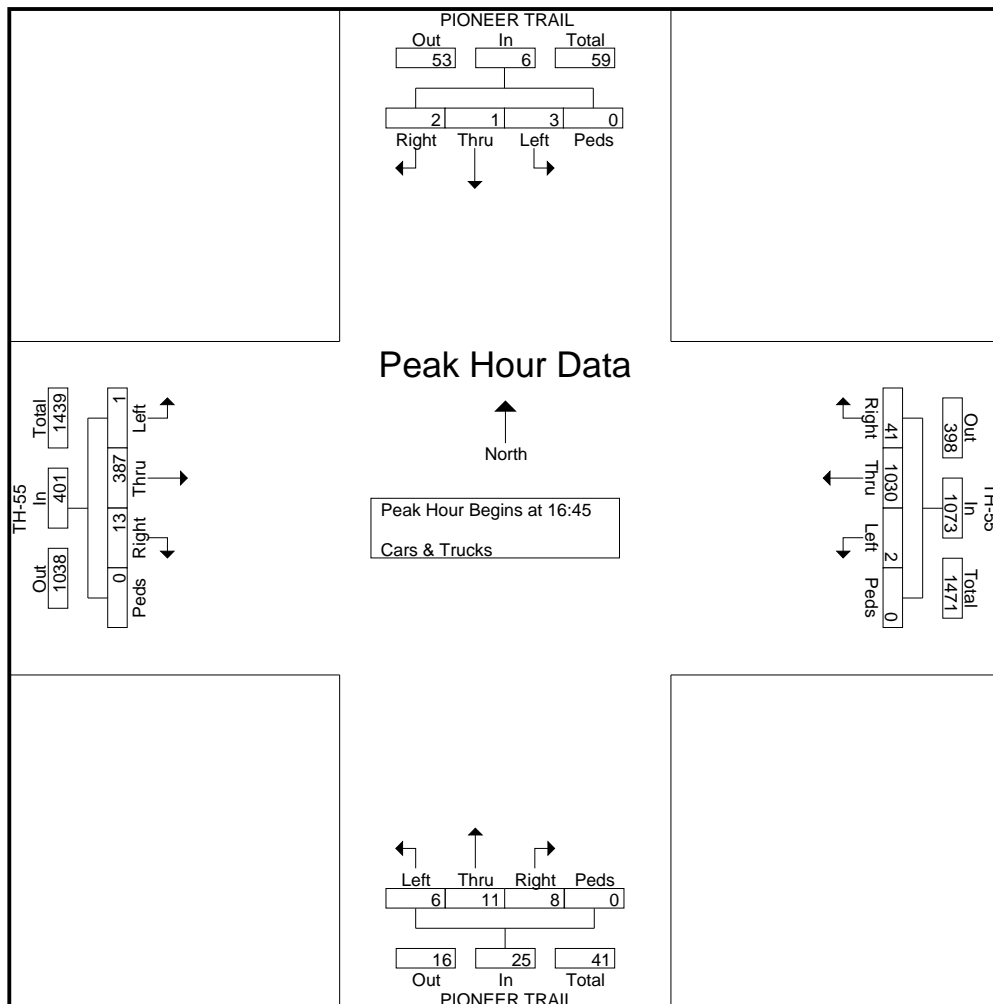 PIONEER TRAIL
Out In Total
53 6 59
2 1 3 0
Right Thru Left Peds
Peak Hour Data
North
Peak Hour Begins at 16:45
Cars & Trucks
TH-55
Total In Out
1439 401 1038
1 387 13 0
Left Thru Right Peds
Right Thru Left Peds
41 1030 2 0
Out In Total
398 1073 1471
TH-55
Left Thru Right Peds
6 11 8 0
16 25 41
Out In Total
PIONEER TRAIL